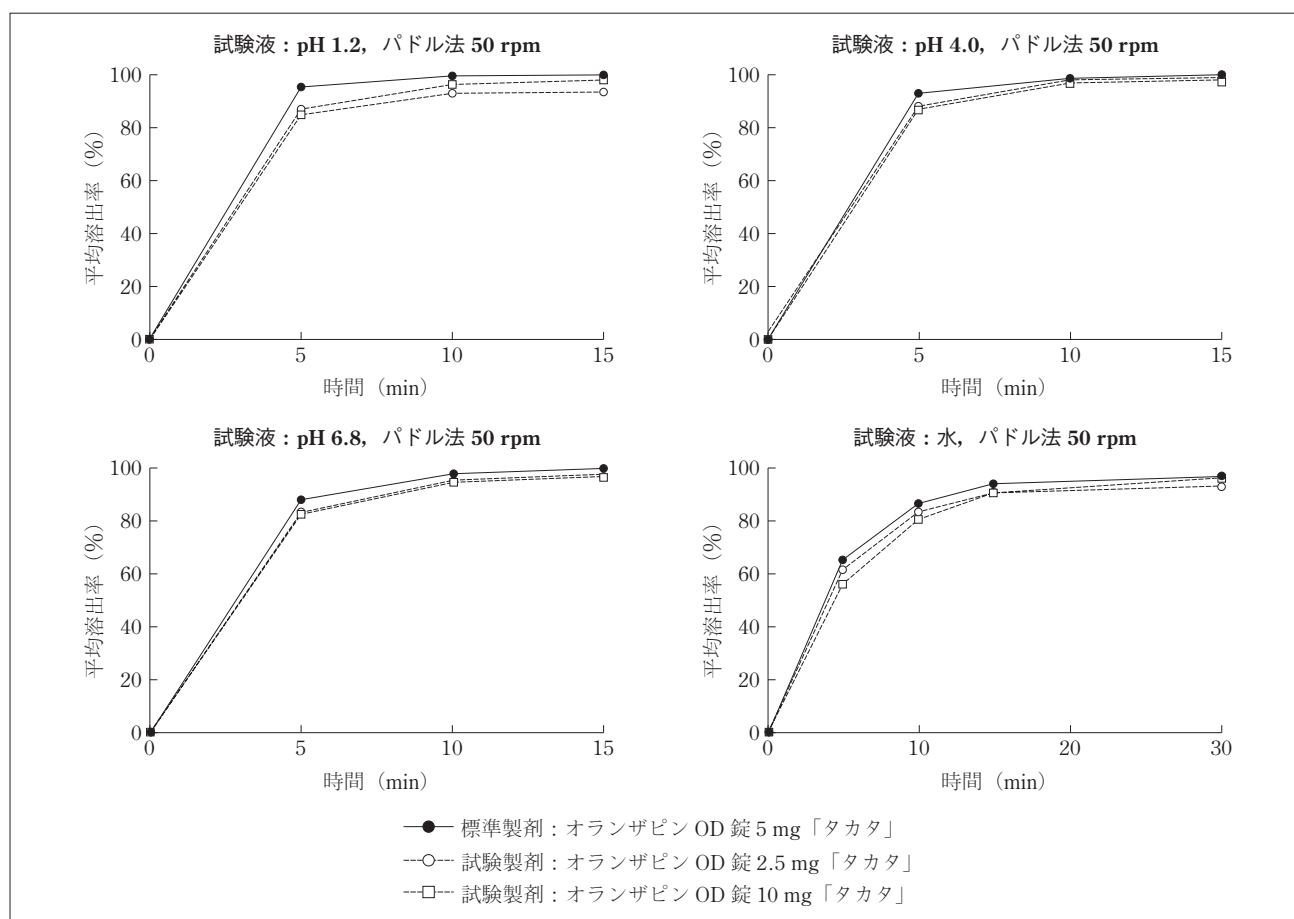 試験液：pH 1.2，パドル法 50 rpm
平均溶出率（%）
100
80
60
40
20
0
0 5 10 15
時間（min）
試験液：pH 4.0，パドル法 50 rpm
平均溶出率（%）
100
80
60
40
20
0
0 5 10 15
時間（min）
試験液：pH 6.8，パドル法 50 rpm
平均溶出率（%）
100
80
60
40
20
0
0 5 10 15
時間（min）
試験液：水，パドル法 50 rpm
平均溶出率（%）
100
80
60
40
20
0
0 10 20 30
時間（min）
標準製剤：オランザピン OD 錠 5 mg「タカタ」
試験製剤：オランザピン OD 錠 2.5 mg「タカタ」
試験製剤：オランザピン OD 錠 10 mg「タカタ」